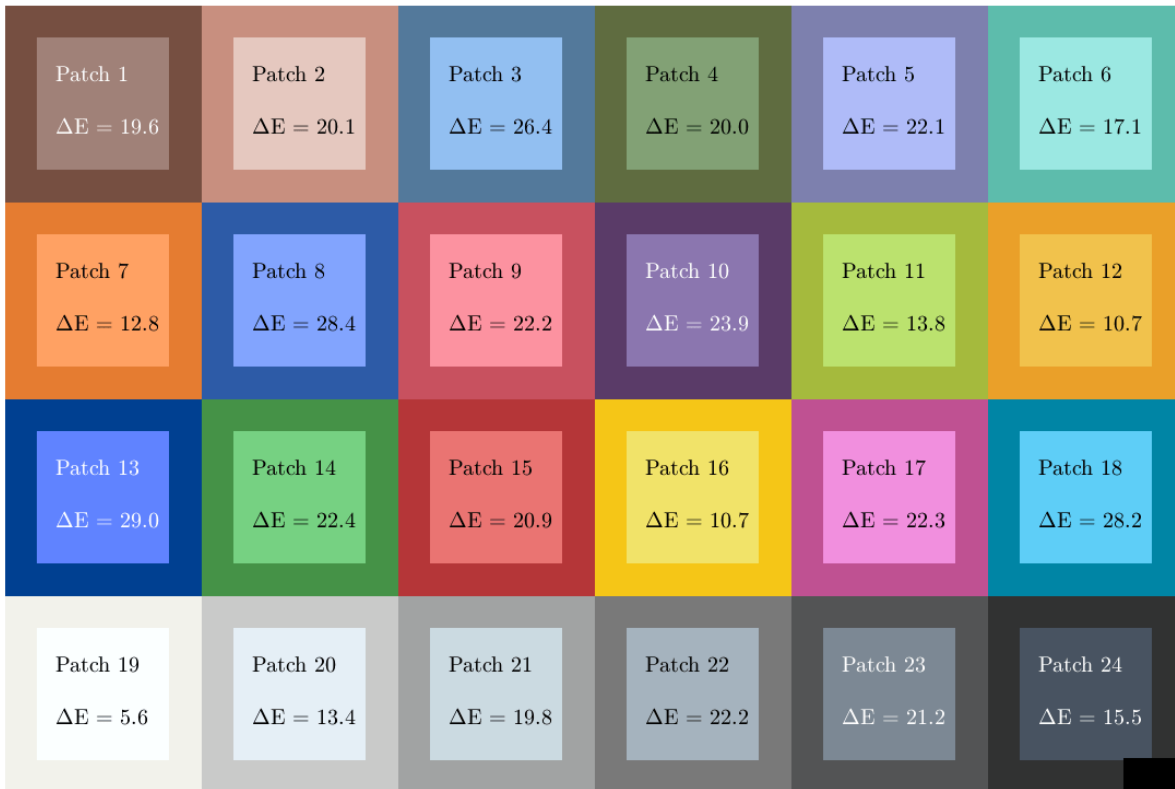 Patch 1
ΔE = 19.6
Patch 2
ΔE = 20.1
Patch 3
ΔE = 26.4
Patch 4
ΔE = 20.0
Patch 5
ΔE = 22.1
Patch 6
ΔE = 17.1
Patch 7
ΔE = 12.8
Patch 8
ΔE = 28.4
Patch 9
ΔE = 22.2
Patch 10
ΔE = 23.9
Patch 11
ΔE = 13.8
Patch 12
ΔE = 10.7
Patch 13
ΔE = 29.0
Patch 14
ΔE = 22.4
Patch 15
ΔE = 20.9
Patch 16
ΔE = 10.7
Patch 17
ΔE = 22.3
Patch 18
ΔE = 28.2
Patch 19
ΔE = 5.6
Patch 20
ΔE = 13.4
Patch 21
ΔE = 19.8
Patch 22
ΔE = 22.2
Patch 23
ΔE = 21.2
Patch 24
ΔE = 15.5